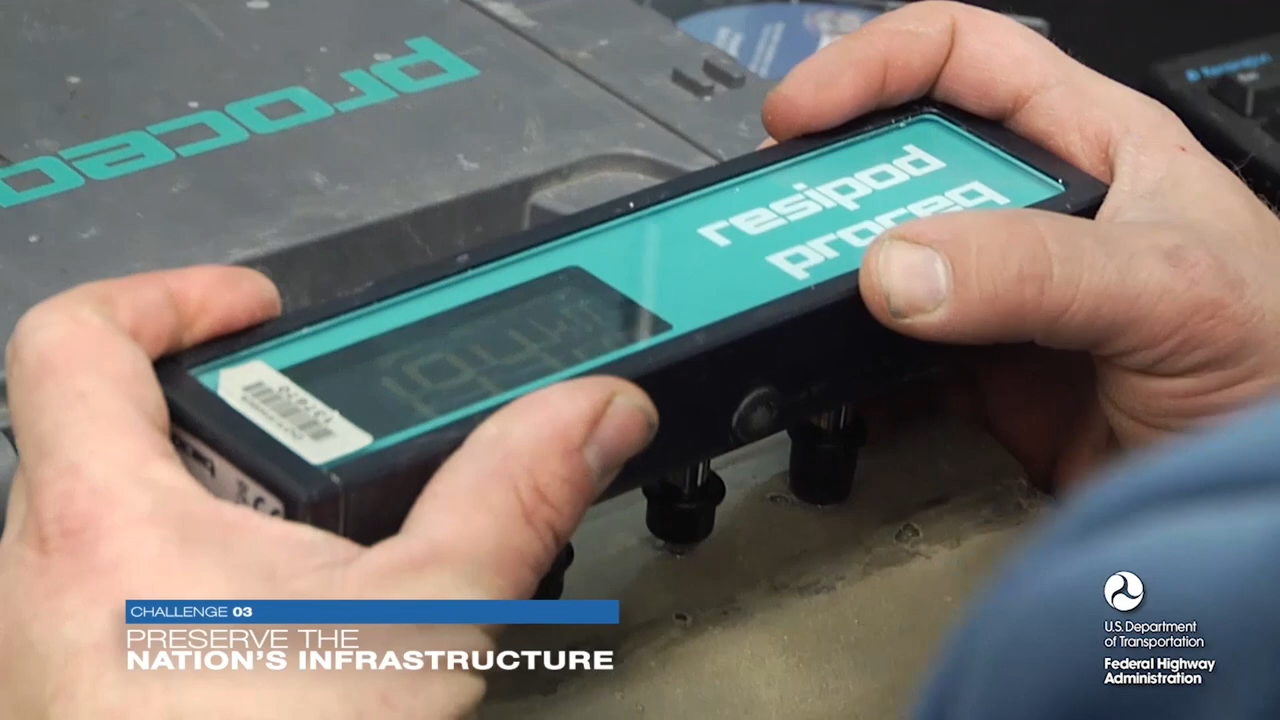 proceq
resipod
proceq
CHALLENGE 03
PRESERVE THE
NATION'S INFRASTRUCTURE
U.S. Department
of Transportation
Federal Highway
Administration